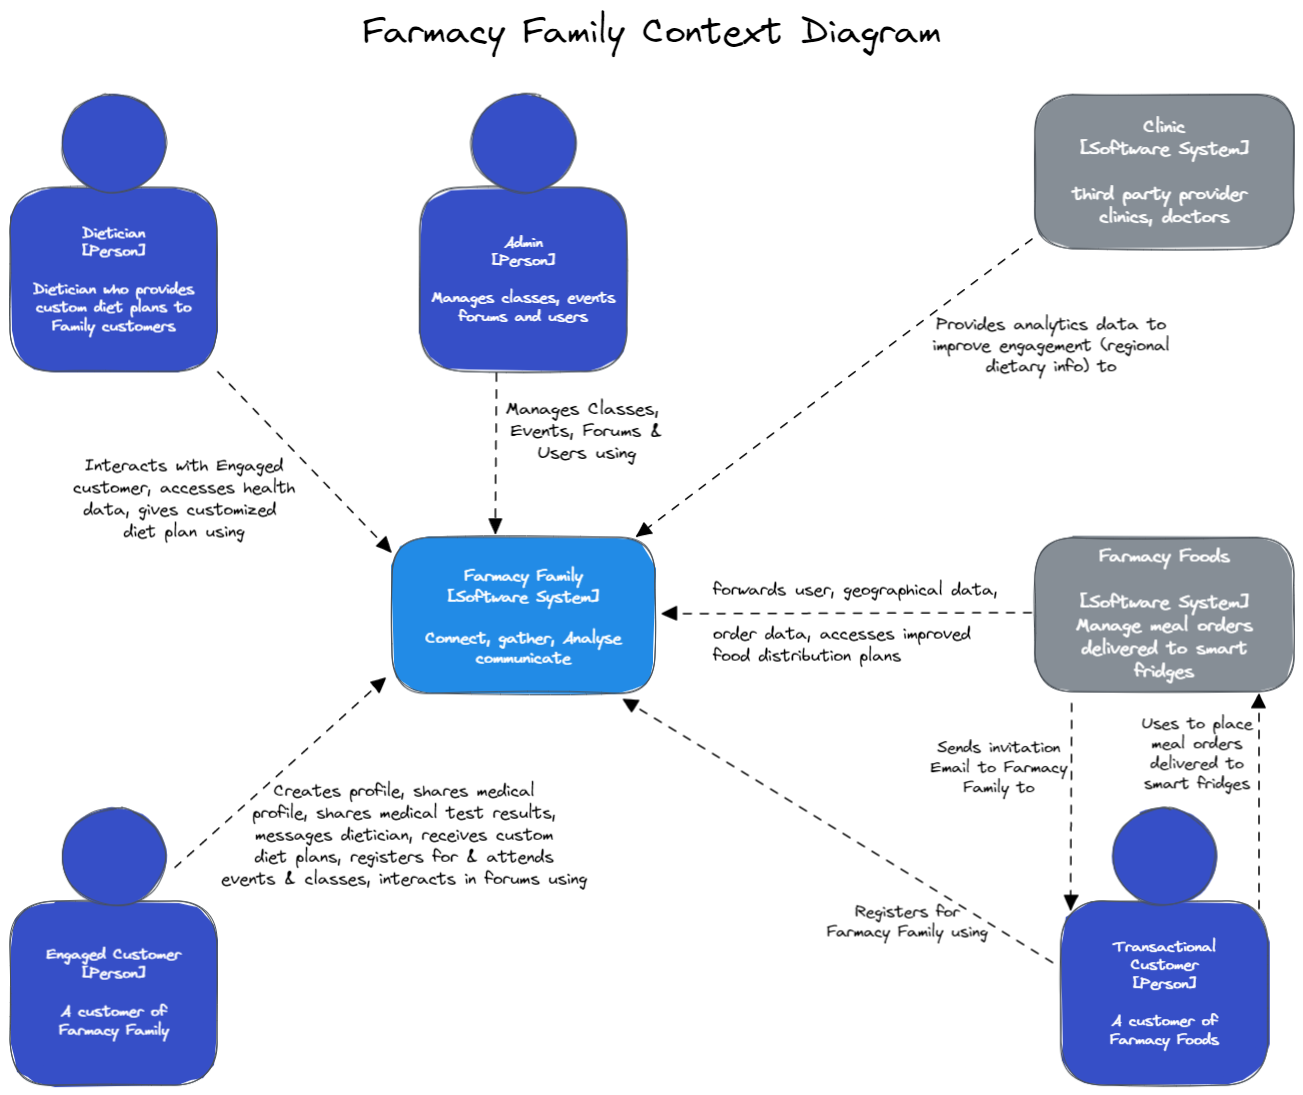 Farmacy Family Context Diagram
Dietician
[Person]
Dietician who provides
custom diet plans to
Family customers
Admin
[Person]
Manages classes, events
forums and users
Clinic
[Software System]
third party provider
clinics, doctors
Provides analytics data to
improve engagement (regional
dietary info) to
Manages Classes,
Events, Forums &
Users using
Interacts with Engaged
customer, accesses health
data, gives customized
diet plan using
Farmacy Family
[Software System]
Connect, gather, Analyse
communicate
forwards user, geographical data,
order data, accesses improved
food distribution plans
Farmacy Foods
[Software System]
Manage meal orders
delivered to smart
fridges
Sends invitation
Email to Farmacy
Family to
Uses to place
meal orders
delivered to
smart fridges
Creates profile, shares medical
profile, shares medical test results,
messages dietician, receives custom
diet plans, registers for & attends
events & classes, interacts in forums using
Registers for
Farmacy Family using
Engaged Customer
[Person]
A customer of
Farmacy Family
Transactional
Customer
[Person]
A customer of
Farmacy Foods